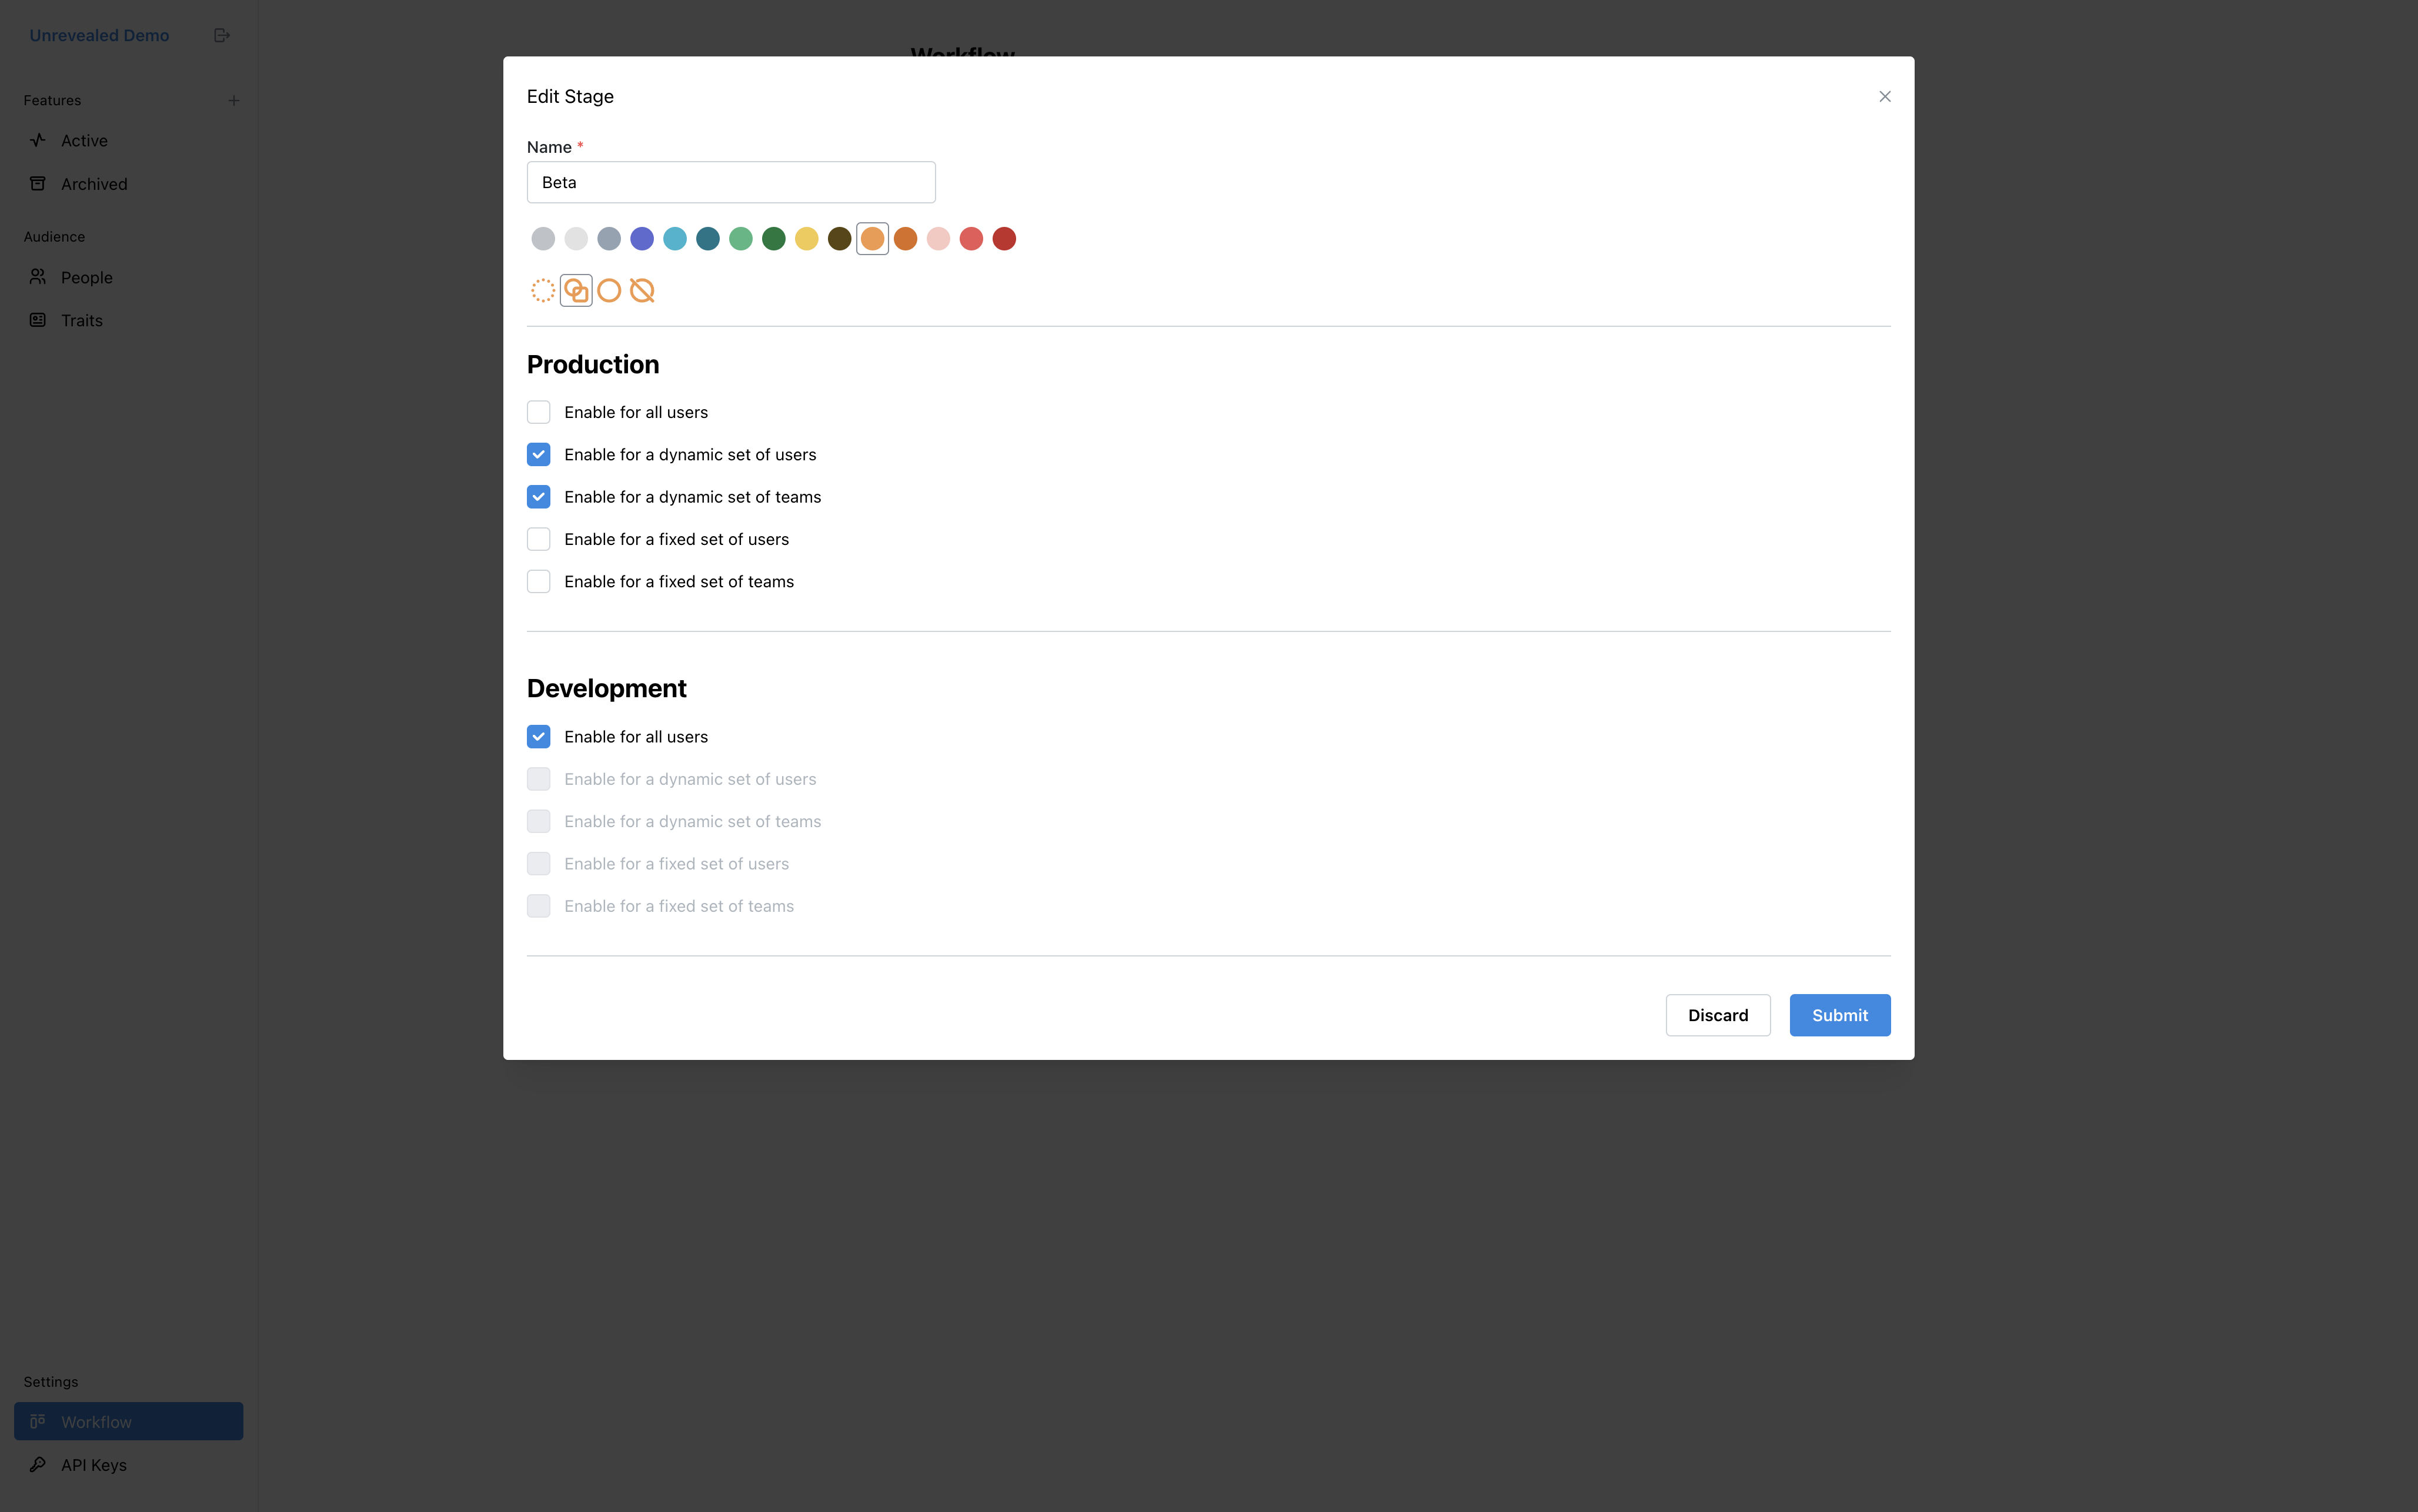 Unrevealed Demo
Features
Active
Archived
Audience
People
Traits
Settings
Workflow
API Keys
Workflow
Edit Stage
Name *
Beta
Production
Enable for all users
Enable for a dynamic set of users
Enable for a dynamic set of teams
Enable for a fixed set of users
Enable for a fixed set of teams
Development
Enable for all users
Enable for a dynamic set of users
Enable for a dynamic set of teams
Enable for a fixed set of users
Enable for a fixed set of teams
Discard
Submit